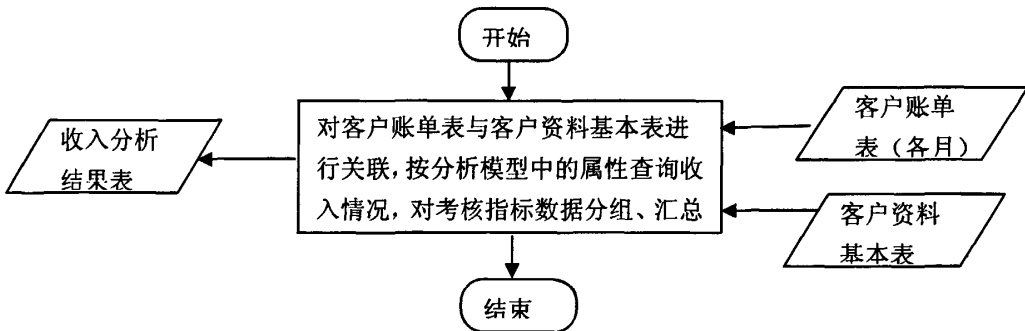 开始
对客户账单表与客户资料基本表进
行关联,按分析模型中的属性查询收
入情况,对考核指标数据分组、汇总
客户账单
表（各月）
收入分析
结果表
客户资料
基本表
结束